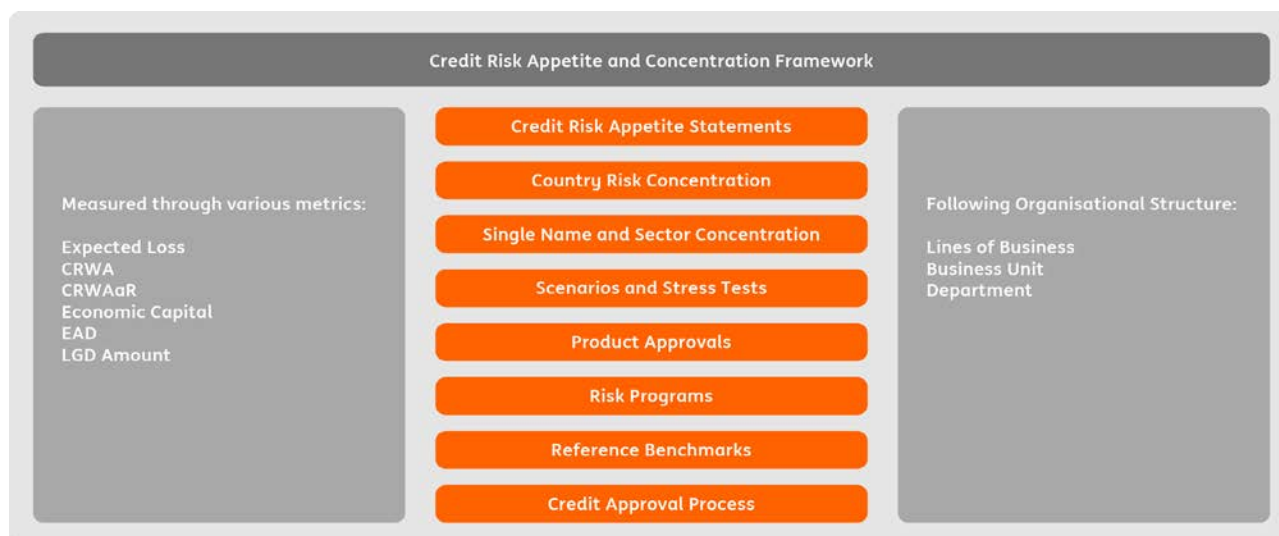 Credit Risk Appetite and Concentration Framework
Measured through various metrics:
Expected Loss
CRWA
CRWAaR
Economic Capital
EAD
LGD Amount
Credit Risk Appetite Statements
Country Risk Concentration
Single Name and Sector Concentration
Scenarios and Stress Tests
Product Approvals
Risk Programs
Reference Benchmarks
Credit Approval Process
Following Organisational Structure:
Lines of Business
Business Unit
Department